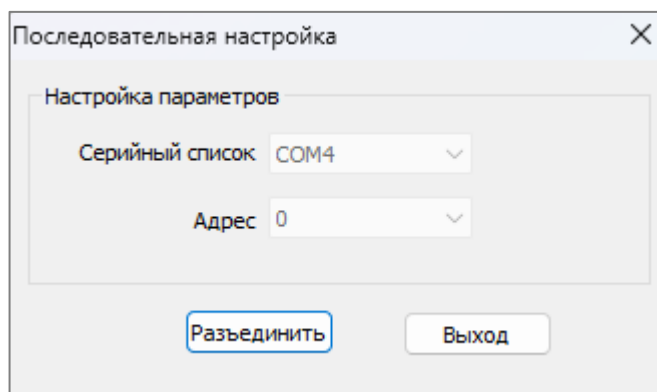 Последовательная настройка
Настройка параметров
Серийный список COM4
Адрес 0
Разъединить Выход